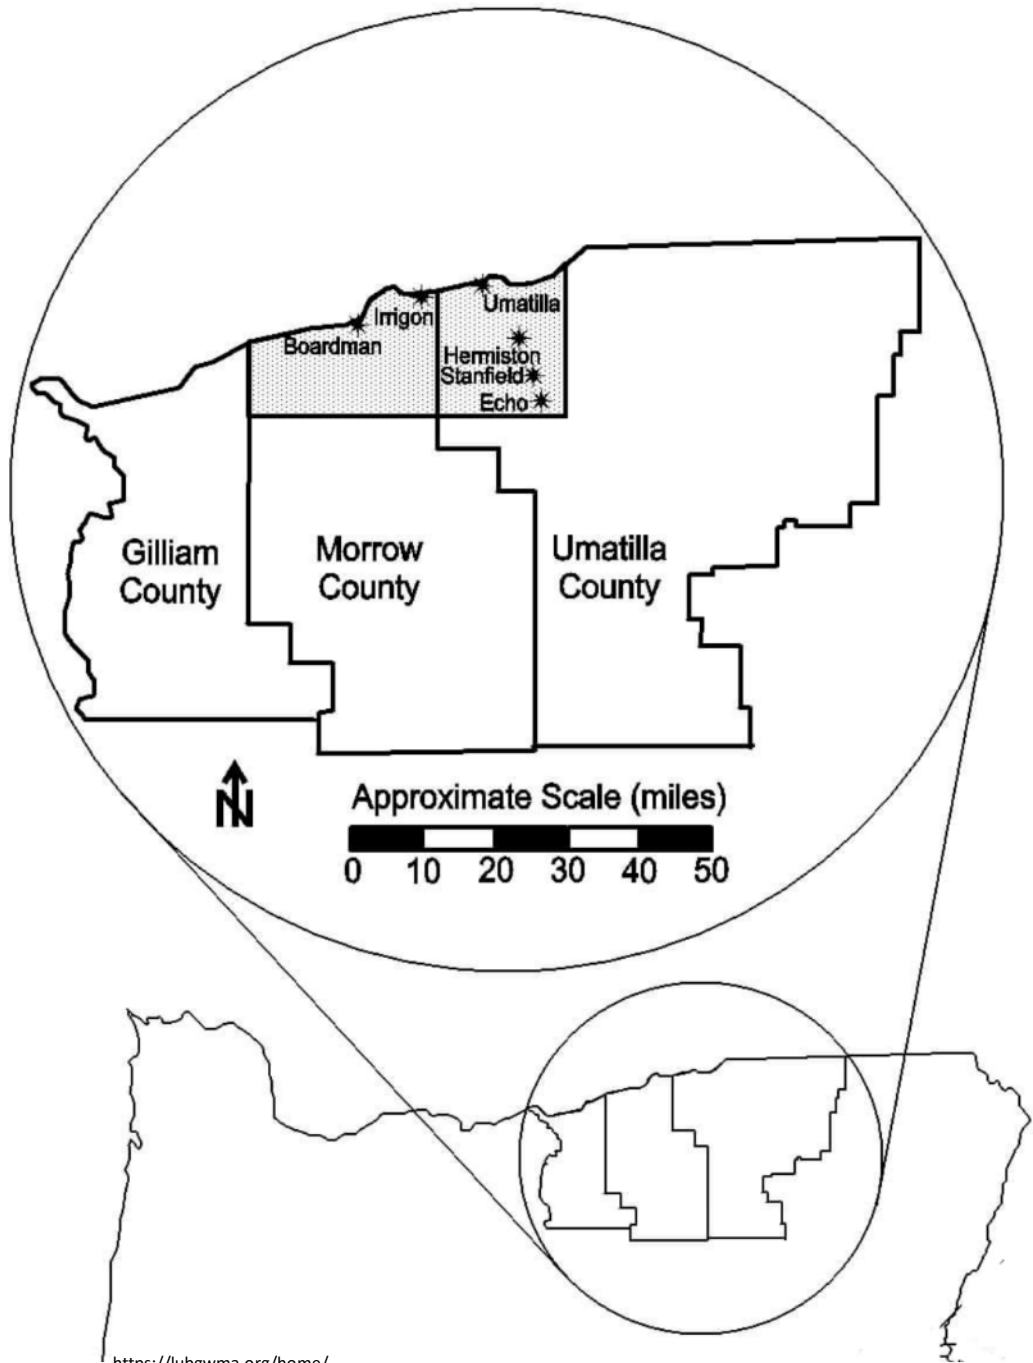 Irrigon
Umatilla
Boardman
Hermiston
Stanfield
Echo
Gilliam
County
Morrow
County
Umatilla
County
N
Approximate Scale (miles)
0 10 20 30 40 50
https://lubgwma.org/home/